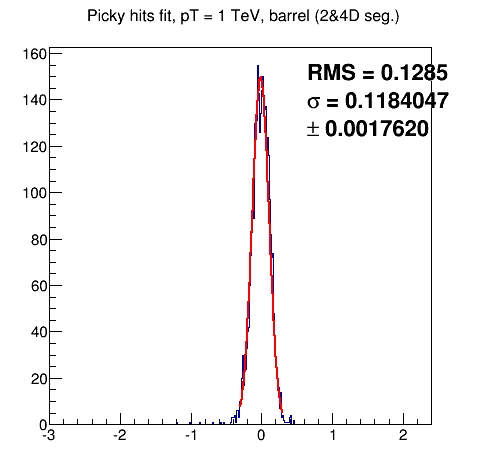 Picky hits fit, pT = 1 TeV, barrel (2&4D seg.)
RMS = 0.1285
σ = 0.1184047
± 0.0017620
160
140
120
100
80
60
40
20
0
-3 -2 -1 0 1 2